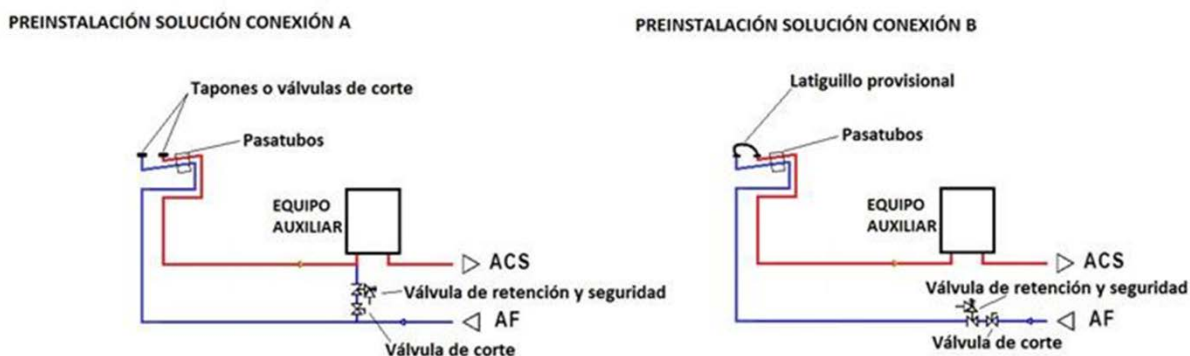 PREINSTALACIÓN SOLUCIÓN CONEXIÓN A
Tapones o válvulas de corte
Pasatubos
EQUIPO
AUXILIAR
ACS
Válvula de retención y seguridad
AF
Válvula de corte
PREINSTALACIÓN SOLUCIÓN CONEXIÓN B
Latiguillo provisional
Pasatubos
EQUIPO
AUXILIAR
ACS
Válvula de retención y seguridad
AF
Válvula de corte